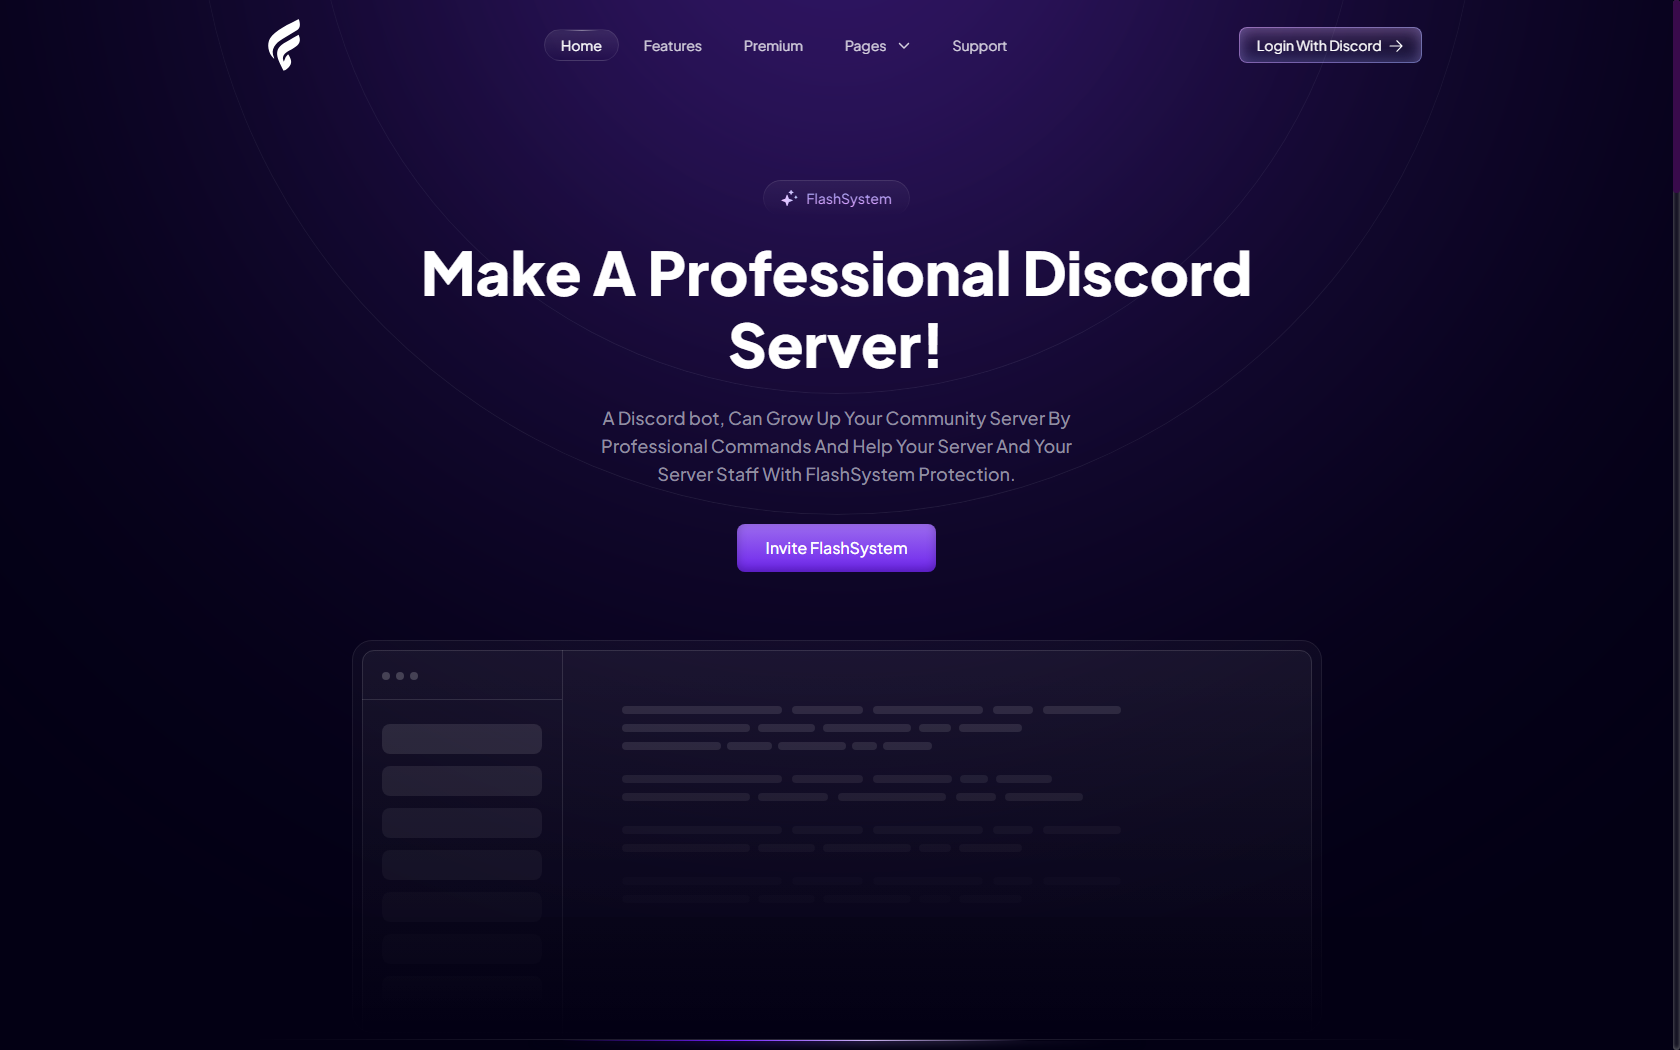 Home
Features
Premium
Pages
Support
Login With Discord
FlashSystem
Make A Professional Discord
Server!
A Discord bot, Can Grow Up Your Community Server By
Professional Commands And Help Your Server And Your
Server Staff With FlashSystem Protection.
Invite FlashSystem